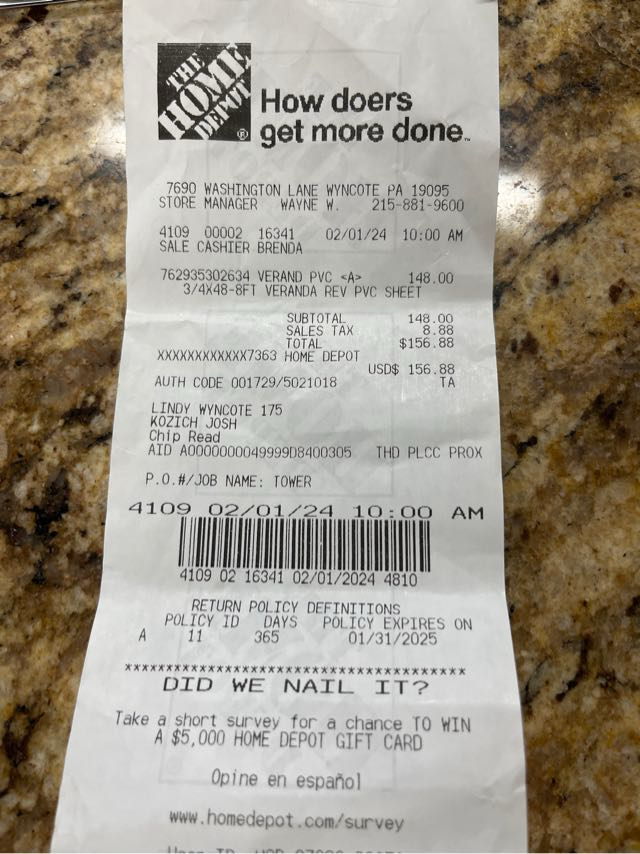 THE
HOME
DEPOT
®
How doers
get more done™
7690 WASHINGTON LANE WYNCOTE PA 19095
STORE MANAGER WAYNE W. 215-881-9600
4109 00002 16341 02/01/24 10:00 AM
SALE CASHIER BRENDA
762935302634 VERAND PVC <A> 148.00
3/4X48-8FT VERANDA REV PVC SHEET
SUBTOTAL 148.00
SALES TAX 8.88
TOTAL $156.88
XXXXXXXXXXXX7363 HOME DEPOT
USD$ 156.88
AUTH CODE 001729/5021018 TA
LINDY WYNCOTE 175
KOZICH JOSH
Chip Read
AID A0000000049999D8400305 THD PLCC PROX
P.O.#/JOB NAME: TOWER
4109 02/01/24 10:00 AM
4109 02 16341 02/01/2024 4810
RETURN POLICY DEFINITIONS
POLICY ID DAYS POLICY EXPIRES ON
A 11 365 01/31/2025
****************************************
DID WE NAIL IT?
Take a short survey for a chance TO WIN
A $5,000 HOME DEPOT GIFT CARD
Opine en español
www.homedepot.com/survey